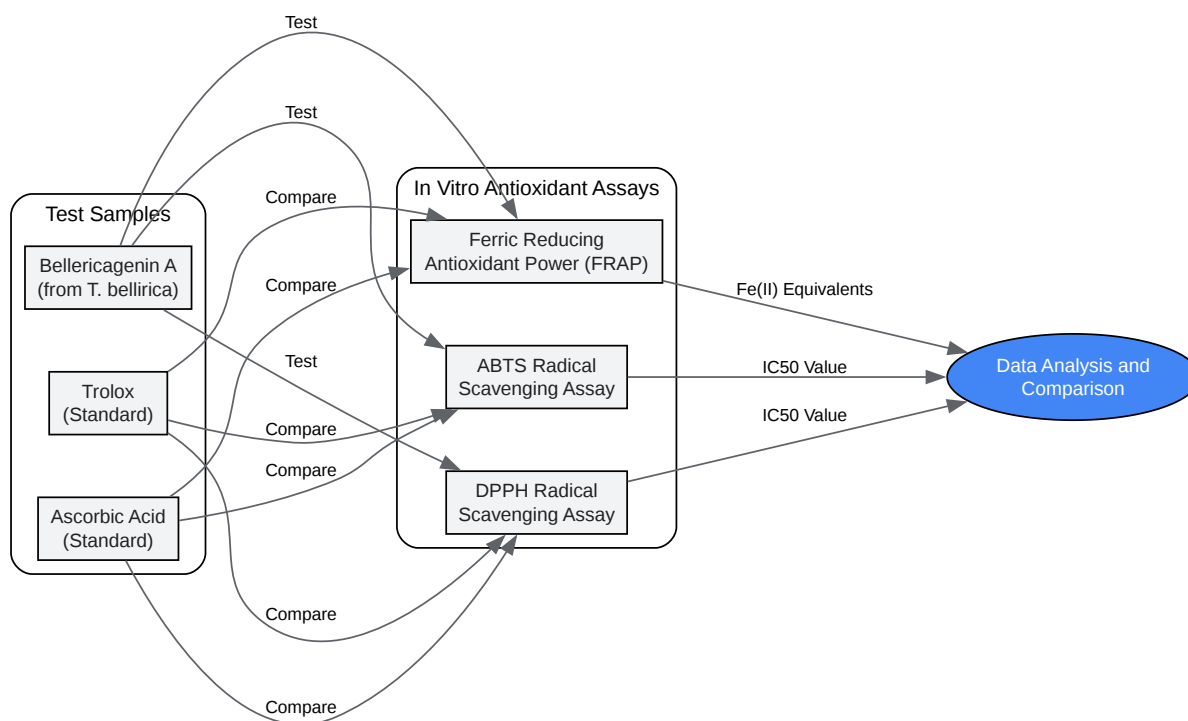 Test
Test
Compare
Compare
Test
Compare
Compare
Compare
Compare
Test Samples
Bellericagenin A
(from T. bellirica)
Trolox
(Standard)
Ascorbic Acid
(Standard)
In Vitro Antioxidant Assays
Ferric Reducing
Antioxidant Power (FRAP)
ABTS Radical
Scavenging Assay
DPPH Radical
Scavenging Assay
Fe(II) Equivalents
IC50 Value
IC50 Value
Data Analysis and
Comparison